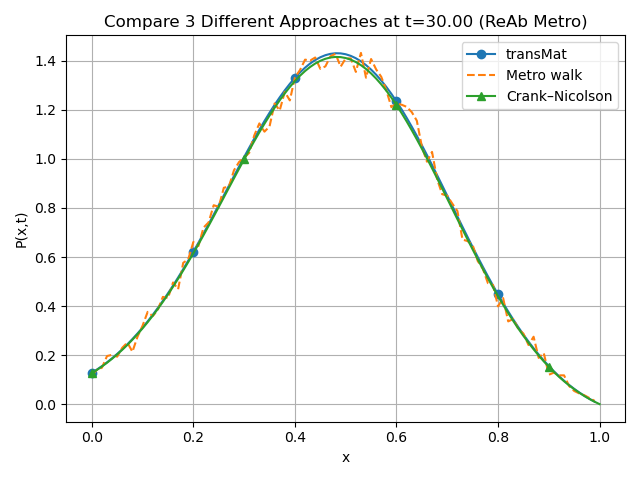 Compare 3 Different Approaches at t=30.00 (ReAb Metro)
transMat
Metro walk
Crank–Nicolson
P(x,t)
1.4
1.2
1.0
0.8
0.6
0.4
0.2
0.0
0.0 0.2 0.4 0.6 0.8 1.0
x